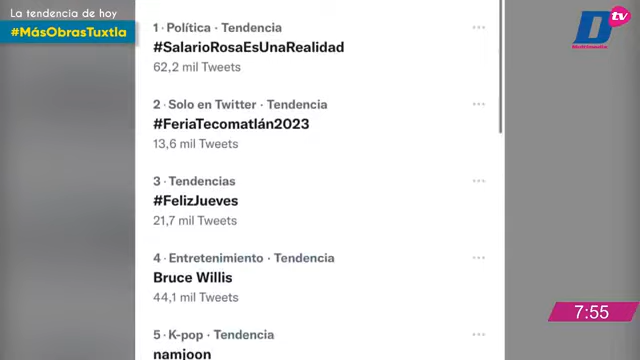 La tendencia de hoy
#MásObrasTuxtla
D tv
Multimedia
1 · Política · Tendencia
#SalarioRosaEsUnaRealidad
62,2 mil Tweets
2 · Solo en Twitter · Tendencia
#FeriaTecomatlán2023
13,6 mil Tweets
3 · Tendencias
#FelizJueves
21,7 mil Tweets
4 · Entretenimiento · Tendencia
Bruce Willis
44,1 mil Tweets
5 · K-pop · Tendencia
namjoon
7:55